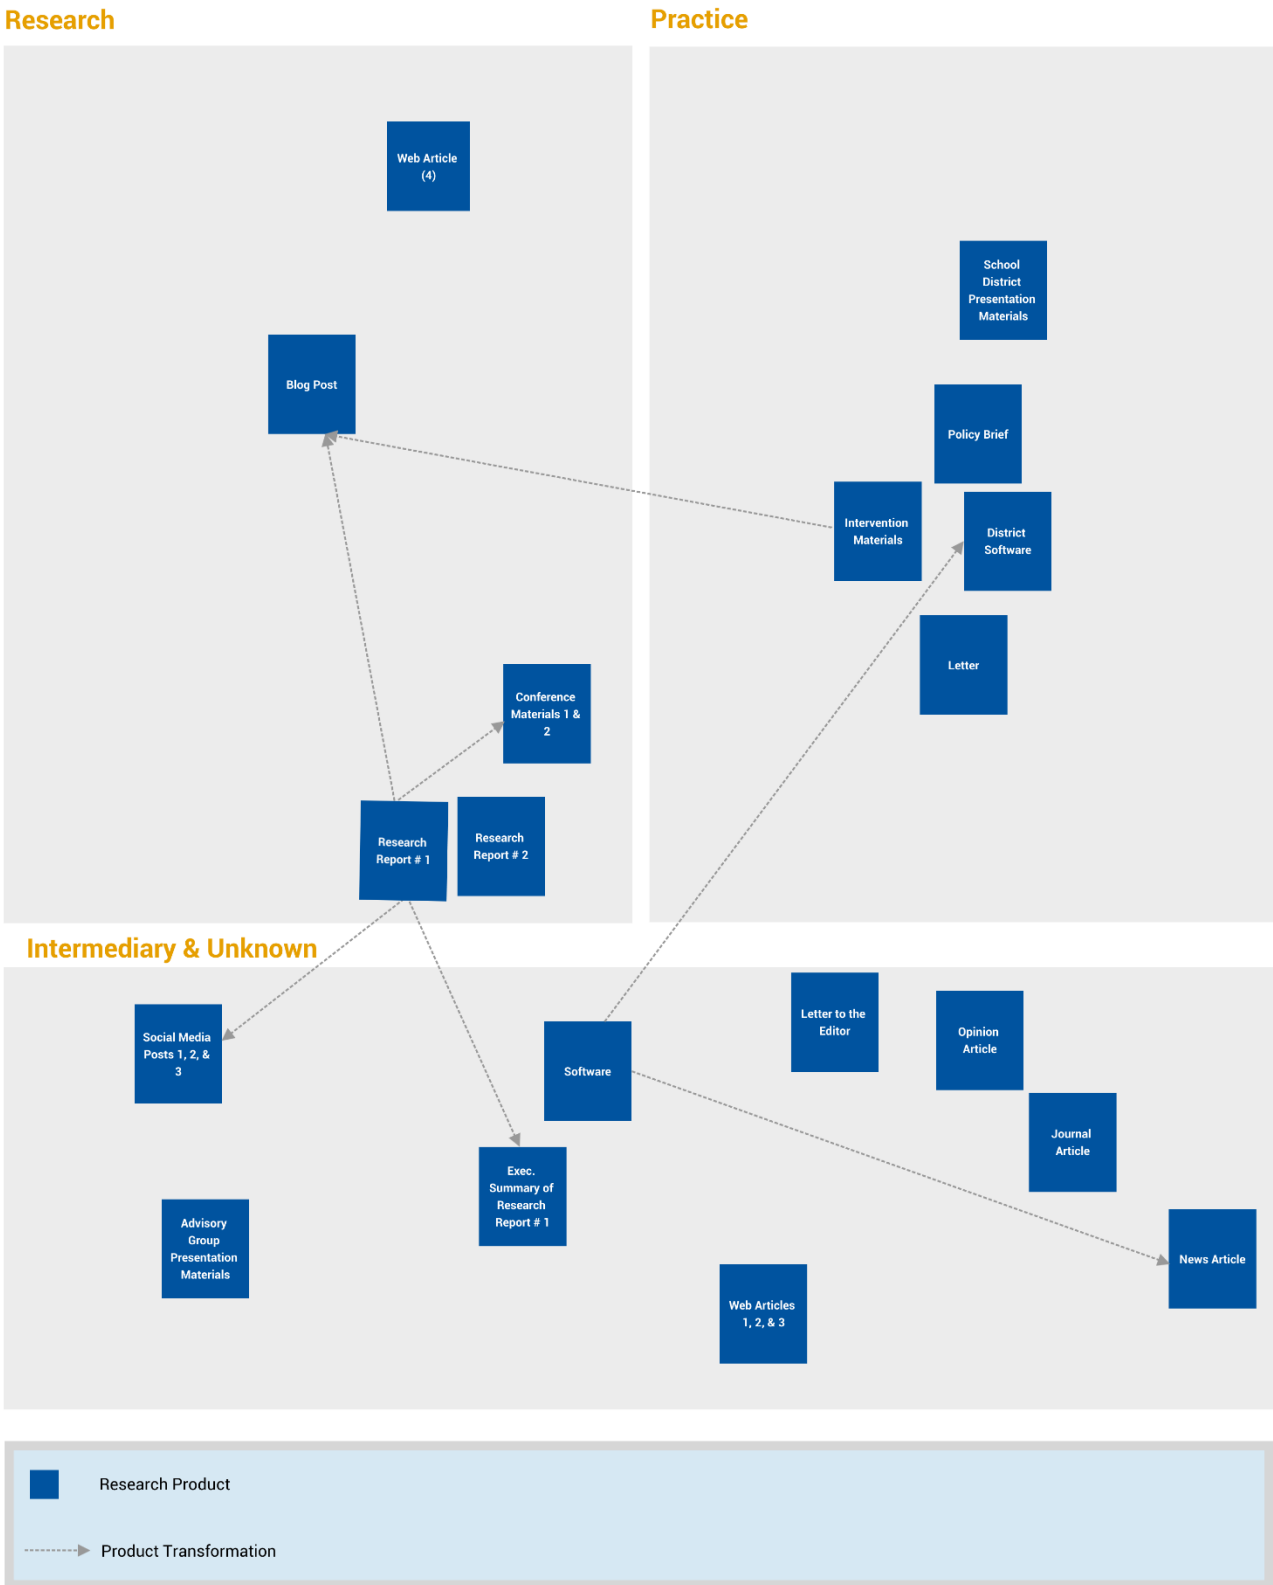 Research
Practice
Web Article
(4)
School
District
Presentation
Materials
Blog Post
Policy Brief
Intervention
Materials
District
Software
Letter
Conference
Materials 1 &
2
Research
Report # 1
Research
Report # 2
Intermediary & Unknown
Social Media
Posts 1, 2, &
3
Software
Letter to the
Editor
Opinion
Article
Journal
Article
Exec.
Summary of
Research
Report # 1
Advisory
Group
Presentation
Materials
News Article
Web Articles
1, 2, & 3
Research Product
Product Transformation